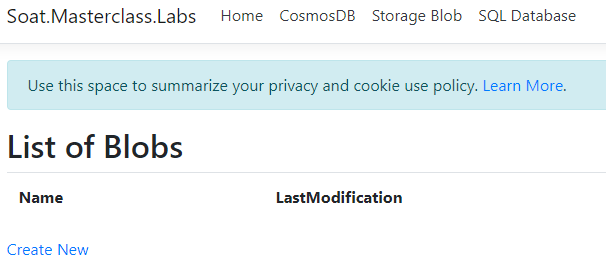 Soat.Masterclass.Labs Home CosmosDB Storage Blob SQL Database
Use this space to summarize your privacy and cookie use policy. Learn More.
List of Blobs
Name LastModification
Create New